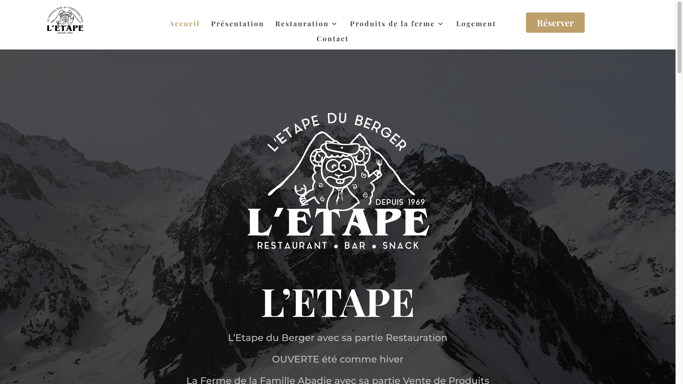 L'ETAPE
Accueil Présentation Restauration Produits de la ferme Logement
Contact
Réserver
L'ETAPE DU BERGER
DEPUIS 1969
L'ETAPE
RESTAURANT • BAR • SNACK
L'ETAPE
L'Etape du Berger avec sa partie Restauration
OUVERTE été comme hiver
La Ferme de la Famille Abadie avec sa partie Vente de Produits